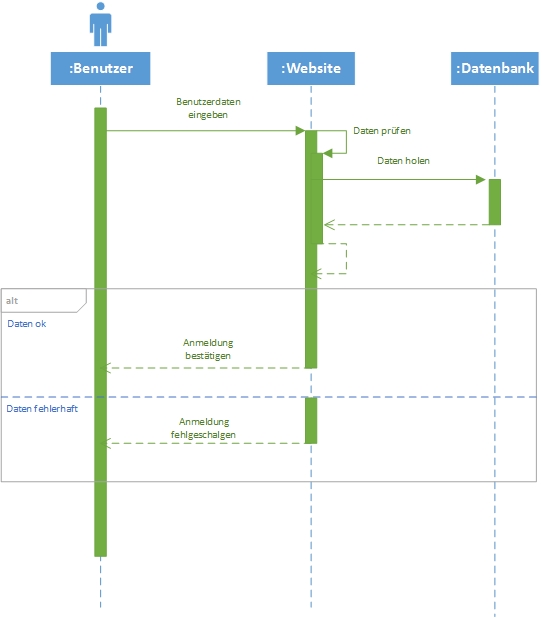 :Benutzer
:Website
:Datenbank
Benutzerdaten
eingeben
Daten prüfen
Daten holen
alt
Daten ok
Anmeldung
bestätigen
Daten fehlerhaft
Anmeldung
fehlgeschalgen